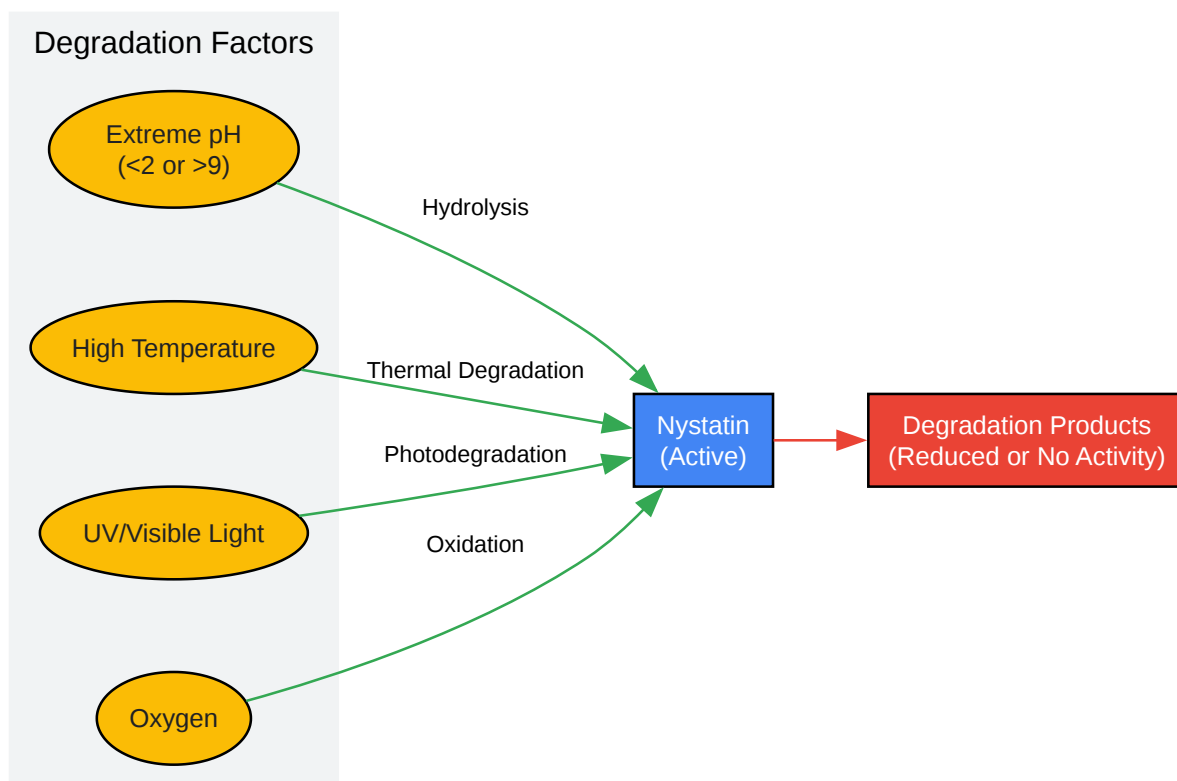 Degradation Factors
Extreme pH
(<2 or >9)
Hydrolysis
High Temperature
Thermal Degradation
Nystatin
(Active)
Degradation Products
(Reduced or No Activity)
Photodegradation
UV/Visible Light
Oxidation
Oxygen